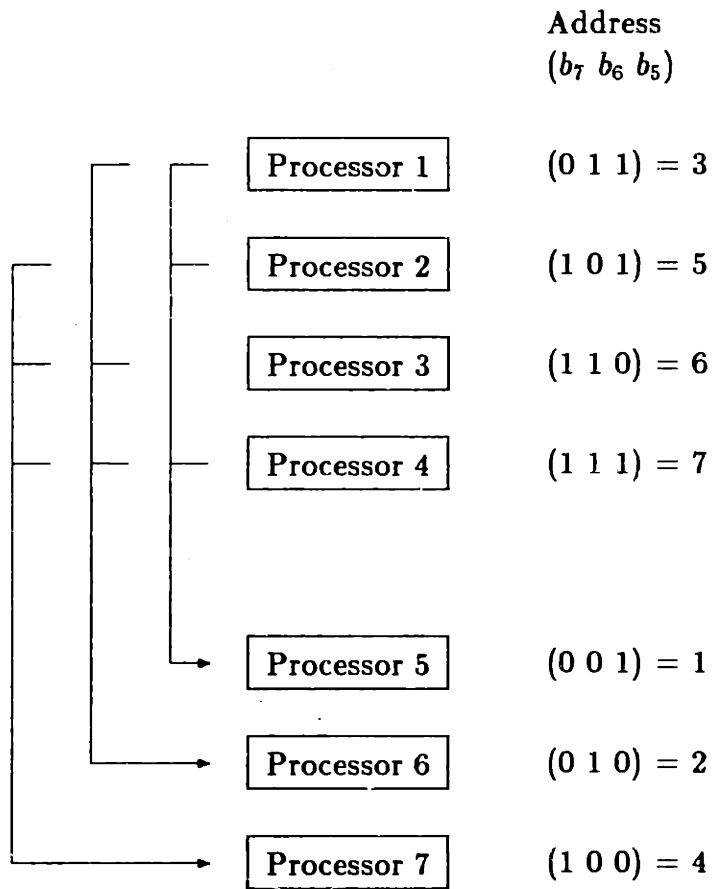 Address
(b₇ b₆ b₅)
Processor 1 (0 1 1) = 3
Processor 2 (1 0 1) = 5
Processor 3 (1 1 0) = 6
Processor 4 (1 1 1) = 7
Processor 5 (0 0 1) = 1
Processor 6 (0 1 0) = 2
Processor 7 (1 0 0) = 4